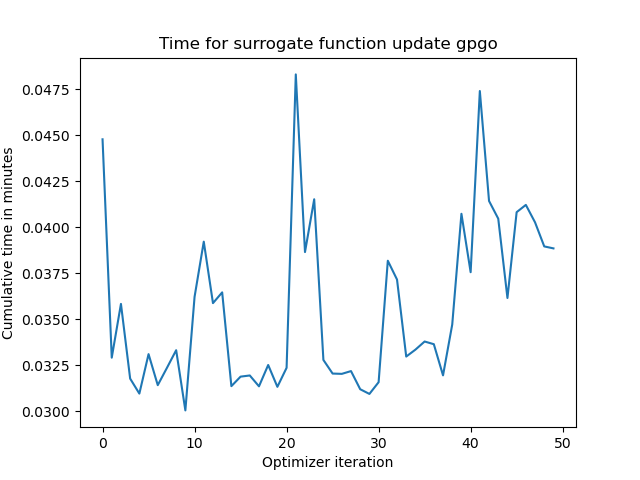 Time for surrogate function update gpgo
Cumulative time in minutes
0.0475
0.0450
0.0425
0.0400
0.0375
0.0350
0.0325
0.0300
0 10 20 30 40 50
Optimizer iteration